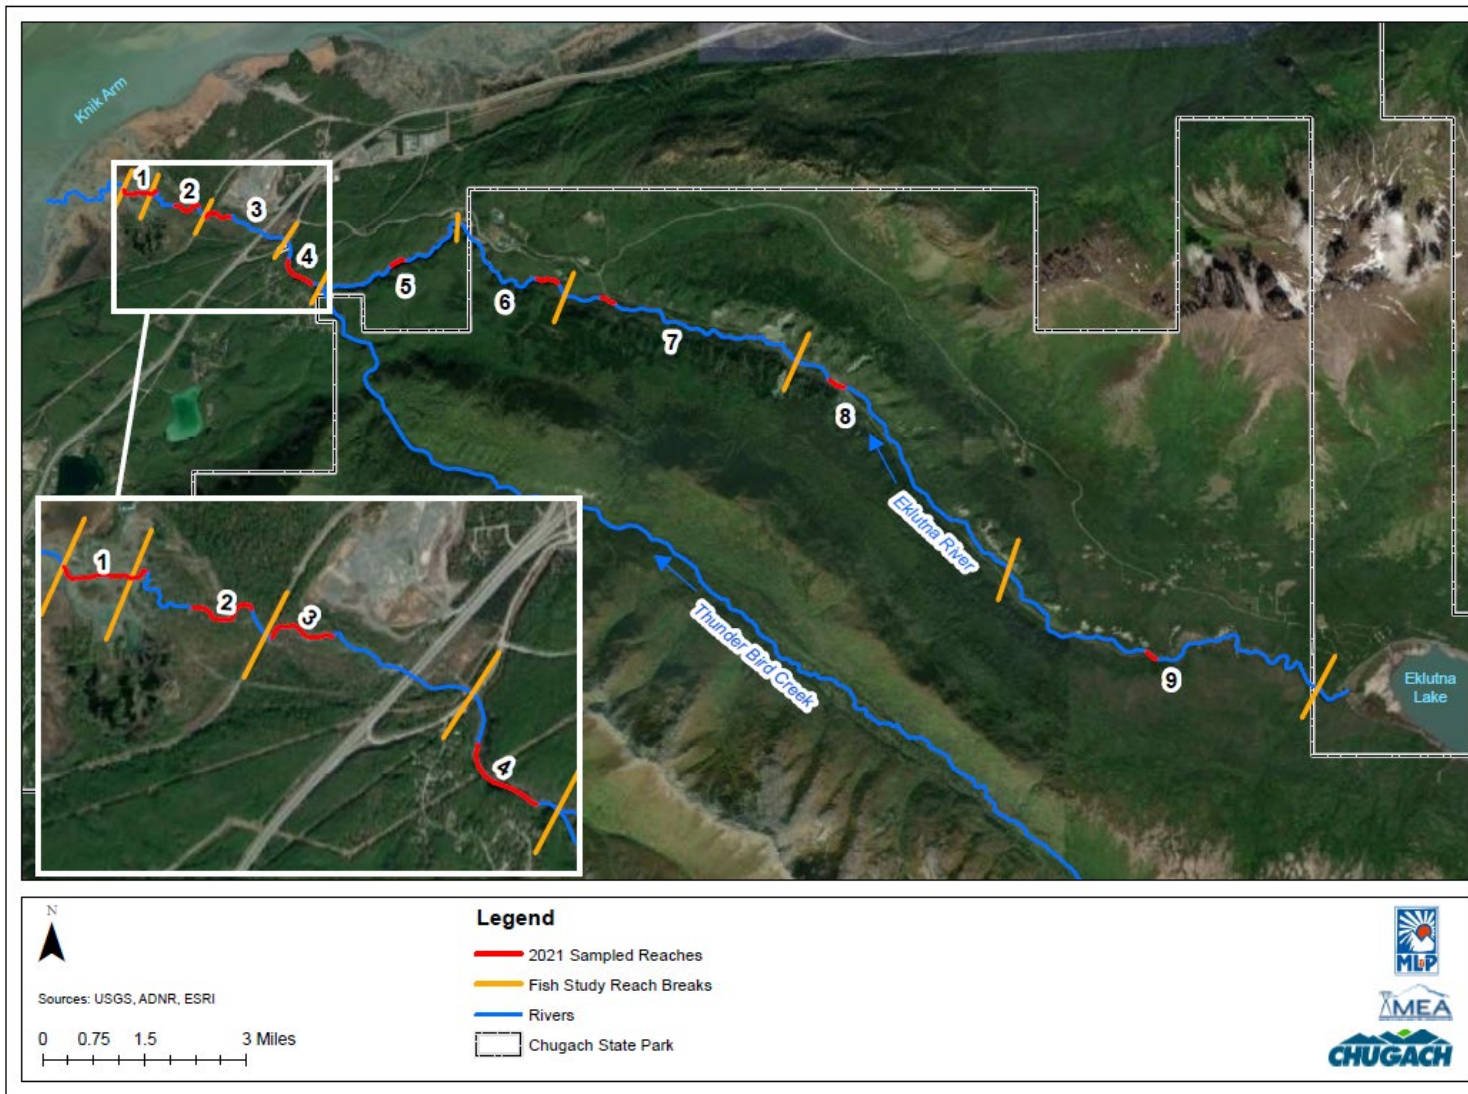 Knik Arm
1
2
3
4
5
6
7
8
9
Eklutna River
Thunder Bird Creek
Eklutna
Lake
1
2
3
4
N
Sources: USGS, ADNR, ESRI
0 0.75 1.5 3 Miles
Legend
2021 Sampled Reaches
Fish Study Reach Breaks
Rivers
Chugach State Park
ML&P
MEA
CHUGACH